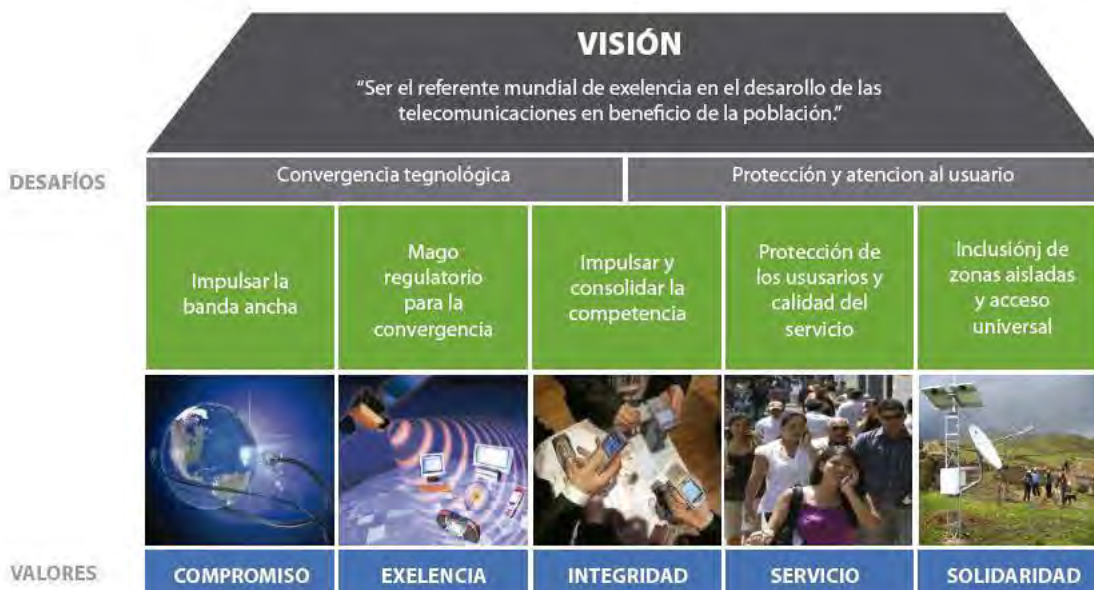 VISIÓN
“Ser el referente mundial de exelencia en el desarollo de las
telecomunicaciones en beneficio de la población.”
DESAFÍOS
Convergencia tegnológica
Protección y atencion al usuario
Impulsar la
banda ancha
Mago
regulatorio
para la
convergencia
Impulsar y
consolidar la
competencia
Protección de
los ususarios y
calidad del
servicio
Inclusiónj de
zonas aisladas
y acceso
universal
VALORES
COMPROMISO
EXELENCIA
INTEGRIDAD
SERVICIO
SOLIDARIDAD